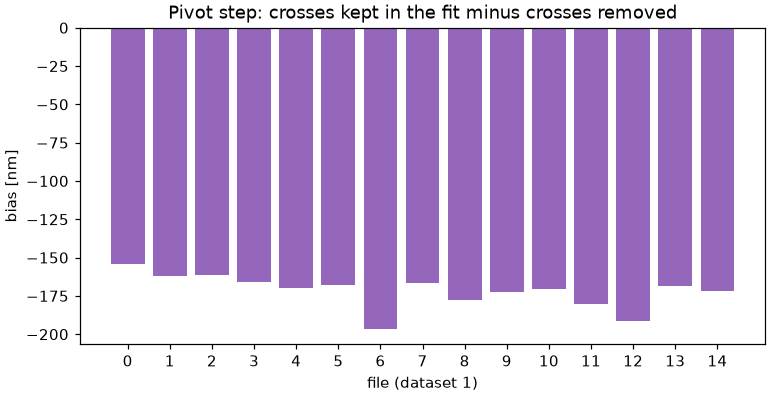 Pivot step: crosses kept in the fit minus crosses removed
0
−25
−50
−75
−100
−125
−150
−175
−200
bias [nm]
0 1 2 3 4 5 6 7 8 9 10 11 12 13 14
file (dataset 1)